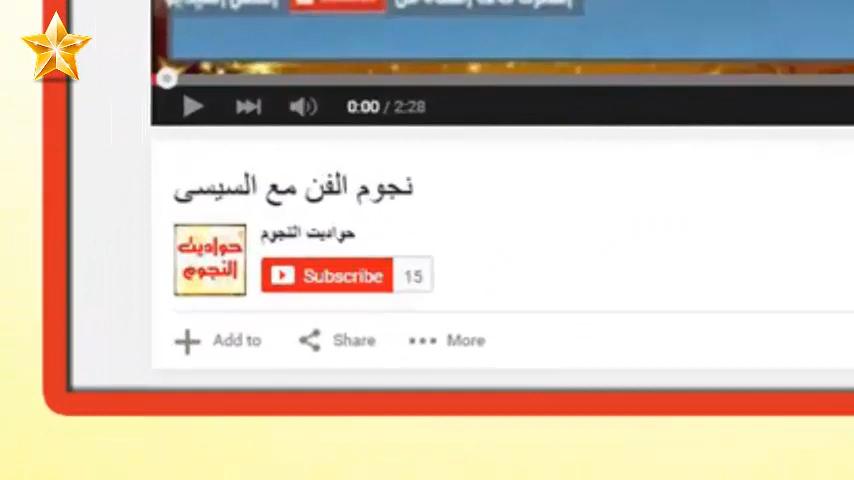 0:00 / 2:28
نجوم الفن مع السيسى
حواديت النجوم
حواديت
النجوم
Subscribe 15
Add to Share More